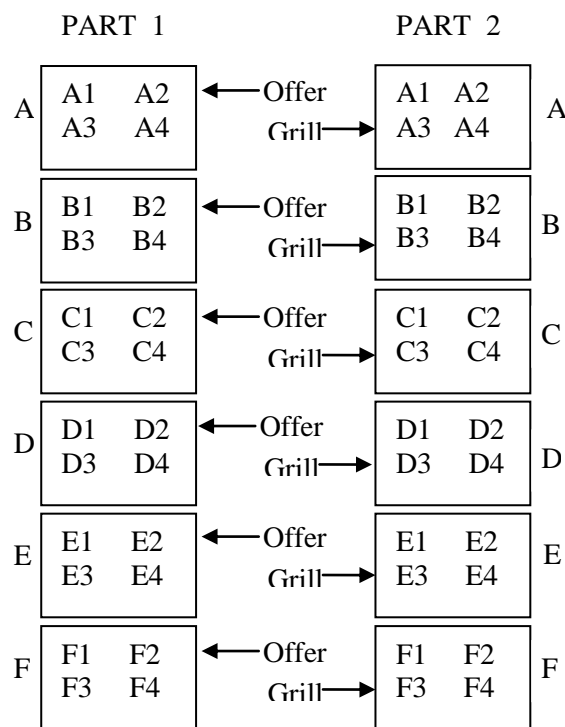 PART 1 PART 2
A A1 A2 Offer A1 A2 A
A3 A4 Grill A3 A4
B B1 B2 Offer B1 B2 B
B3 B4 Grill B3 B4
C C1 C2 Offer C1 C2 C
C3 C4 Grill C3 C4
D D1 D2 Offer D1 D2 D
D3 D4 Grill D3 D4
E E1 E2 Offer E1 E2 E
E3 E4 Grill E3 E4
F F1 F2 Offer F1 F2 F
F3 F4 Grill F3 F4